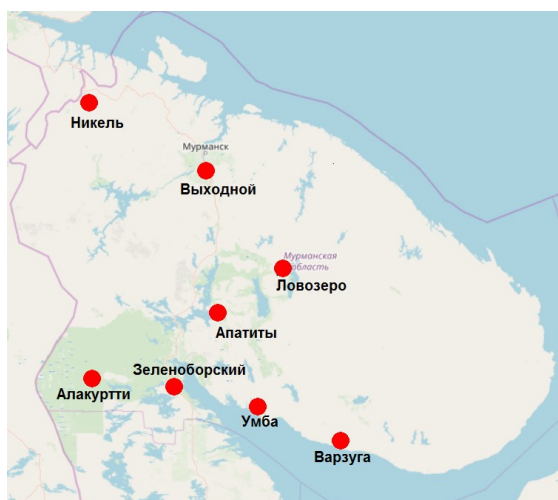 Никель
Мурманск
Выходной
Мурманская
область
Ловозеро
Апатиты
Зеленоборский
Алакуртти
Умба
Варзуга